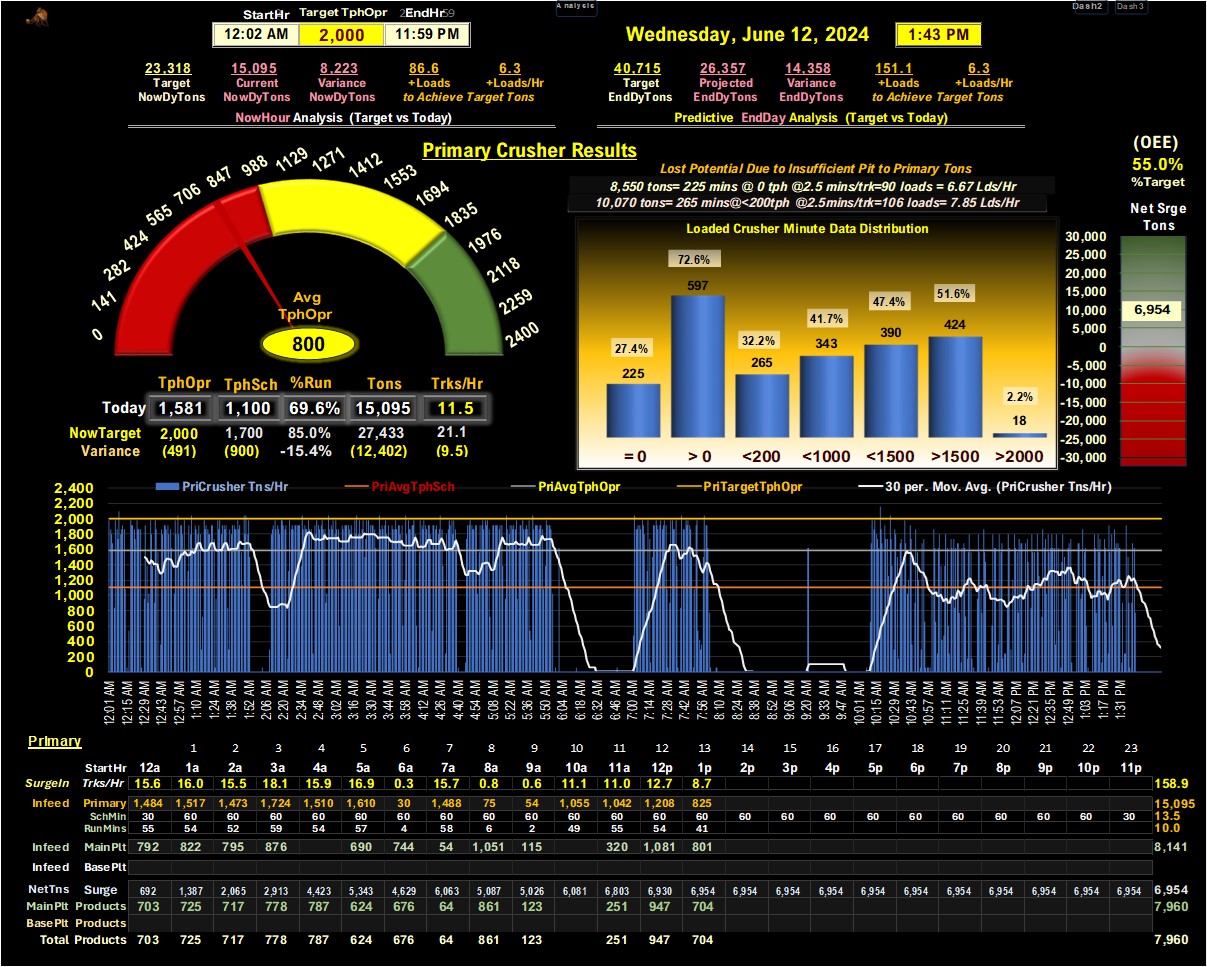 StartHr Target TphOpr EndHr
12:02 AM 2,000 11:59 PM
Analysis
Wednesday, June 12, 2024 1:43 PM
Dash2 Dash3
23,318 15,095 8,223 86.6 6.3
Target Current Variance +Loads +Loads/Hr
NowDyTons NowDyTons NowDyTons to Achieve Target Tons
NowHour Analysis (Target vs Today)
40,715 26,357 14,358 151.1 6.3
Target Projected Variance +Loads +Loads/Hr
EndDyTons EndDyTons EndDyTons to Achieve Target Tons
Predictive EndDay Analysis (Target vs Today)
Primary Crusher Results
0 141 282 424 565 706 847 988 1129 1271 1412 1553 1694 1835 1976 2118 2259 2400
Avg
TphOpr
800
TphOpr TphSch %Run Tons Trks/Hr
Today 1,581 1,100 69.6% 15,095 11.5
NowTarget 2,000 1,700 85.0% 27,433 21.1
Variance (491) (900) -15.4% (12,402) (9.5)
Lost Potential Due to Insufficient Pit to Primary Tons
8,550 tons= 225 mins @ 0 tph @2.5 mins/trk=90 loads = 6.67 Lds/Hr
10,070 tons= 265 mins@<200tph @2.5mins/trk=106 loads= 7.85 Lds/Hr
Loaded Crusher Minute Data Distribution
27.4% 72.6% 32.2% 41.7% 47.4% 51.6% 2.2%
225 597 265 343 390 424 18
= 0 > 0 <200 <1000 <1500 >1500 >2000
(OEE)
55.0%
%Target
Net Srge
Tons
30,000
25,000
20,000
15,000
10,000
5,000
0
-5,000
-10,000
-15,000
-20,000
-25,000
-30,000
6,954
PriCrusher Tns/Hr PriAvgTphSch PriAvgTphOpr PriTargetTphOpr 30 per. Mov. Avg. (PriCrusher Tns/Hr)
2,400
2,200
2,000
1,800
1,600
1,400
1,200
1,000
800
600
400
200
0
12:01 AM 12:15 AM 12:29 AM 12:43 AM 12:57 AM 1:10 AM 1:24 AM 1:38 AM 1:52 AM 2:06 AM 2:20 AM 2:34 AM 2:48 AM 3:02 AM 3:16 AM 3:30 AM 3:44 AM 3:58 AM 4:12 AM 4:26 AM 4:40 AM 4:54 AM 5:08 AM 5:22 AM 5:36 AM 5:50 AM 6:04 AM 6:18 AM 6:32 AM 6:46 AM 7:00 AM 7:14 AM 7:28 AM 7:42 AM 7:56 AM 8:10 AM 8:24 AM 8:38 AM 8:52 AM 9:06 AM 9:20 AM 9:33 AM 9:47 AM 10:01 AM 10:15 AM 10:29 AM 10:43 AM 10:57 AM 11:11 AM 11:25 AM 11:39 AM 11:53 AM 12:07 PM 12:21 PM 12:35 PM 12:49 PM 1:03 PM 1:17 PM 1:31 PM
Primary
1 2 3 4 5 6 7 8 9 10 11 12 13 14 15 16 17 18 19 20 21 22 23
StartHr 12a 1a 2a 3a 4a 5a 6a 7a 8a 9a 10a 11a 12p 1p 2p 3p 4p 5p 6p 7p 8p 9p 10p 11p
SurgeIn Trks/Hr 15.6 16.0 15.5 18.1 15.9 16.9 0.3 15.7 0.8 0.6 11.1 11.0 12.7 8.7 158.9
Infeed Primary 1,484 1,517 1,473 1,724 1,510 1,610 30 1,488 75 54 1,055 1,042 1,208 825 15,095
SchMin 30 60 60 60 60 60 60 60 60 60 60 60 60 60 60 60 60 60 60 60 60 60 60 30 13.5
RunMins 55 54 52 59 54 57 4 58 6 2 49 55 54 41 10.0
Infeed MainPlt 792 822 795 876 690 744 54 1,051 115 320 1,081 801 8,141
Infeed BasePlt
NetTns Surge 692 1,387 2,065 2,913 4,423 5,343 4,629 6,063 5,087 5,026 6,081 6,803 6,930 6,954 6,954 6,954 6,954 6,954 6,954 6,954 6,954 6,954 6,954 6,954 6,954
MainPlt Products 703 725 717 778 787 624 676 64 861 123 251 947 704 7,960
BasePlt Products
Total Products 703 725 717 778 787 624 676 64 861 123 251 947 704 7,960